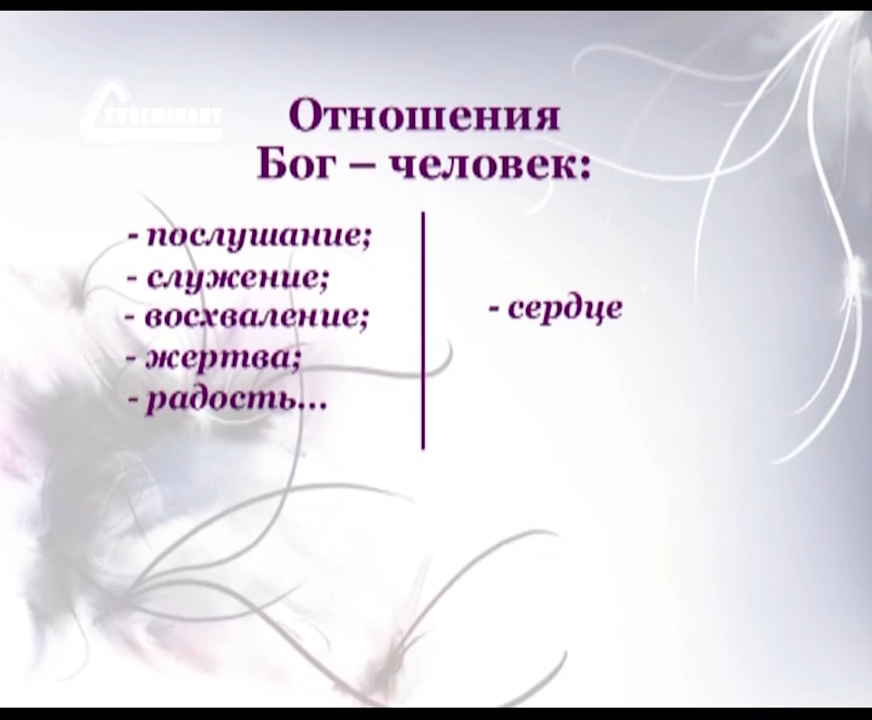 Отношения
Бог – человек:
- послушание;
- служение;
- восхваление;
- жертва;
- радость...
- сердце